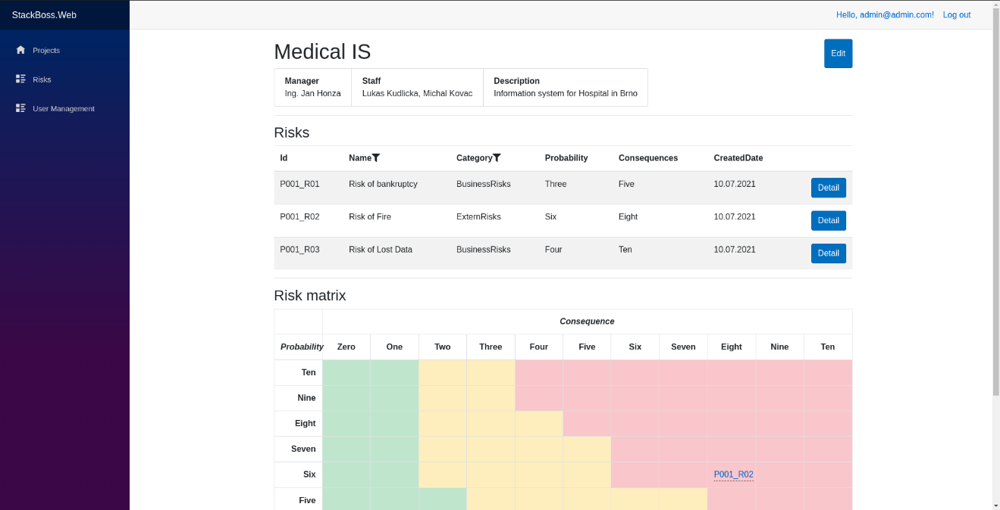 StackBoss.Web
Hello, admin@admin.com! Log out
Projects
Risks
User Management
Medical IS
Edit
Manager Staff Description
Ing. Jan Honza Lukas Kudlicka, Michal Kovac Information system for Hospital in Brno
Risks
Id Name Category Probability Consequences CreatedDate
P001_R01 Risk of bankruptcy BusinessRisks Three Five 10.07.2021 Detail
P001_R02 Risk of Fire ExternRisks Six Eight 10.07.2021 Detail
P001_R03 Risk of Lost Data BusinessRisks Four Ten 10.07.2021 Detail
Risk matrix
Consequence
Probability Zero One Two Three Four Five Six Seven Eight Nine Ten
Ten
Nine
Eight
Seven
Six P001_R02
Five